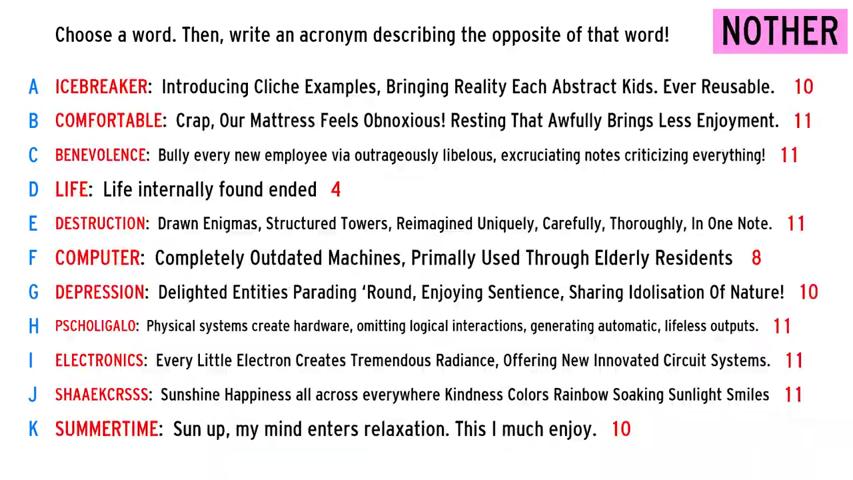 Choose a word. Then, write an acronym describing the opposite of that word!
NOTHER
A ICEBREAKER: Introducing Cliche Examples, Bringing Reality Each Abstract Kids. Ever Reusable. 10
B COMFORTABLE: Crap, Our Mattress Feels Obnoxious! Resting That Awfully Brings Less Enjoyment. 11
C BENEVOLENCE: Bully every new employee via outrageously libelous, excruciating notes criticizing everything! 11
D LIFE: Life internally found ended 4
E DESTRUCTION: Drawn Enigmas, Structured Towers, Reimagined Uniquely, Carefully, Thoroughly, In One Note. 11
F COMPUTER: Completely Outdated Machines, Primally Used Through Elderly Residents 8
G DEPRESSION: Delighted Entities Parading ‘Round, Enjoying Sentience, Sharing Idolisation Of Nature! 10
H PSCHOLIGALO: Physical systems create hardware, omitting logical interactions, generating automatic, lifeless outputs. 11
I ELECTRONICS: Every Little Electron Creates Tremendous Radiance, Offering New Innovated Circuit Systems. 11
J SHAAEKCRSSS: Sunshine Happiness all across everywhere Kindness Colors Rainbow Soaking Sunlight Smiles 11
K SUMMERTIME: Sun up, my mind enters relaxation. This I much enjoy. 10